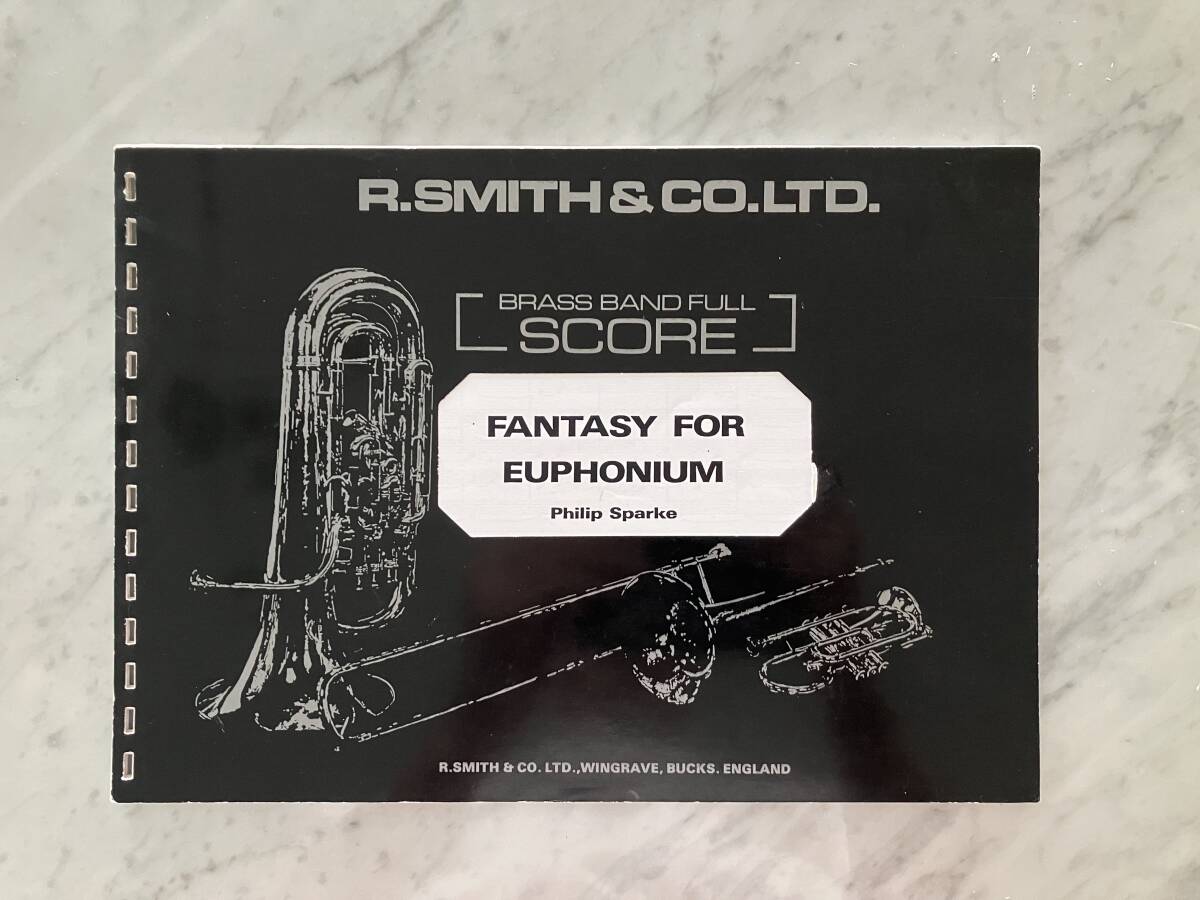 R.SMITH & CO.LTD.
BRASS BAND FULL
SCORE
FANTASY FOR
EUPHONIUM
Philip Sparke
R.SMITH & CO. LTD.,WINGRAVE, BUCKS. ENGLAND